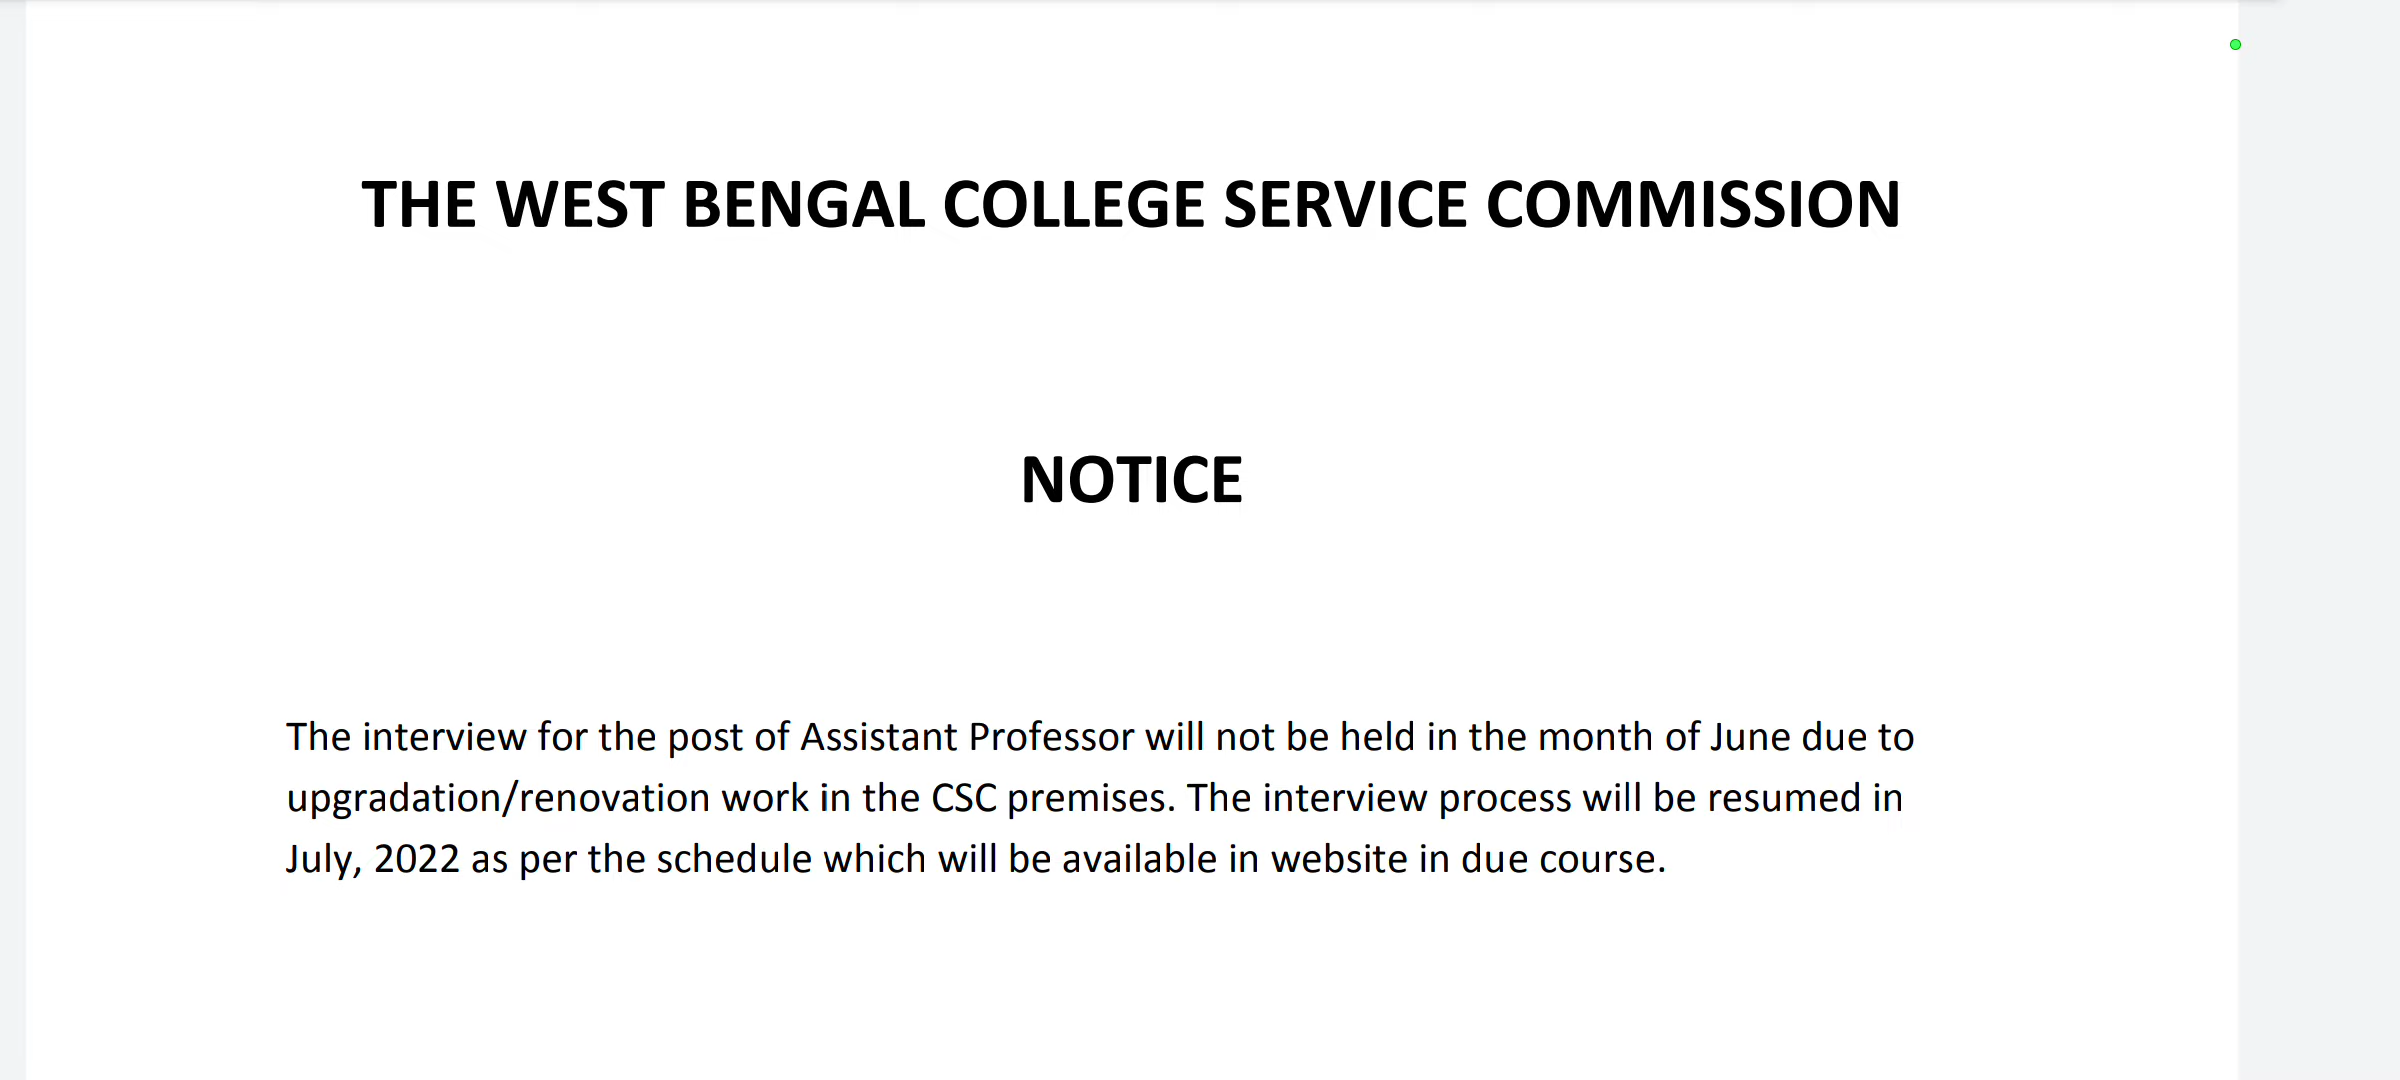 THE WEST BENGAL COLLEGE SERVICE COMMISSION
NOTICE
The interview for the post of Assistant Professor will not be held in the month of June due to
upgradation/renovation work in the CSC premises. The interview process will be resumed in
July, 2022 as per the schedule which will be available in website in due course.